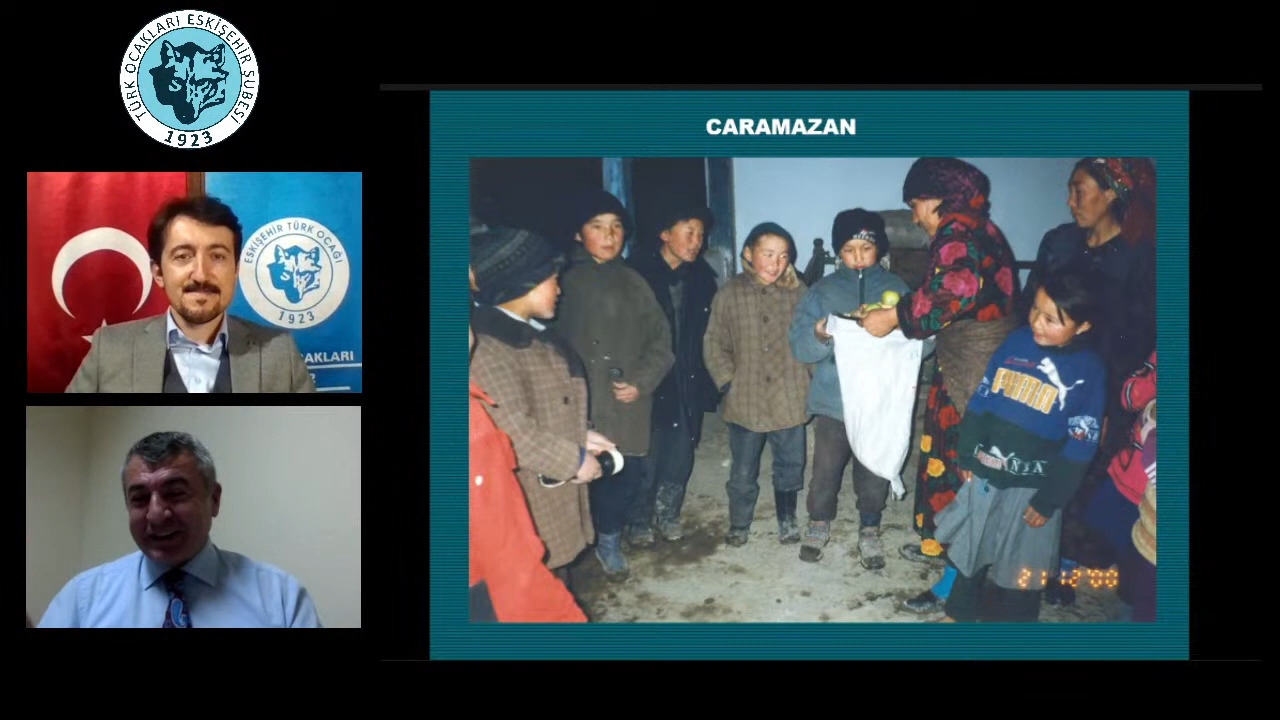 TÜRK OCAKLARI ESKİŞEHİR ŞUBESİ
1923
ESKİŞEHİR TÜRK OCAĞI
1923
OCAKLARI
CARAMAZAN
PUMA
21 12 '00